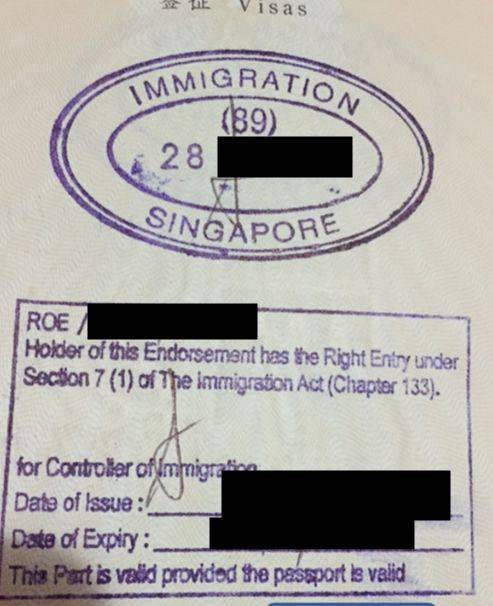 签证 Visas
IMMIGRATION
(89)
28
SINGAPORE
ROE /
Holder of this Endorsement has the Right Entry under
Section 7 (1) of The Immigration Act (Chapter 133).
for Controller of Immigration
Date of Issue :
Date of Expiry :
This Part is valid provided the passport is valid